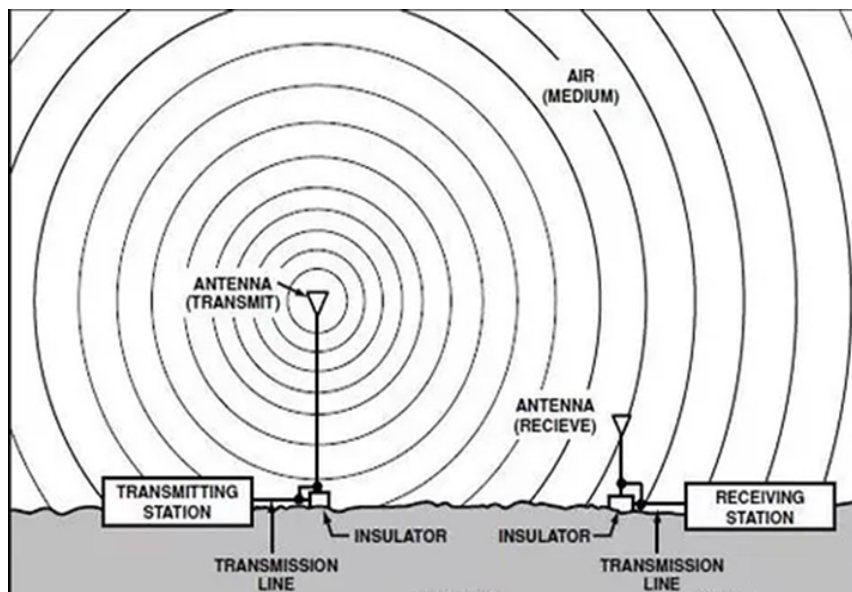 AIR
(MEDIUM)
ANTENNA
(TRANSMIT)
ANTENNA
(RECIEVE)
TRANSMITTING
STATION
RECEIVING
STATION
INSULATOR
INSULATOR
TRANSMISSION
LINE
TRANSMISSION
LINE